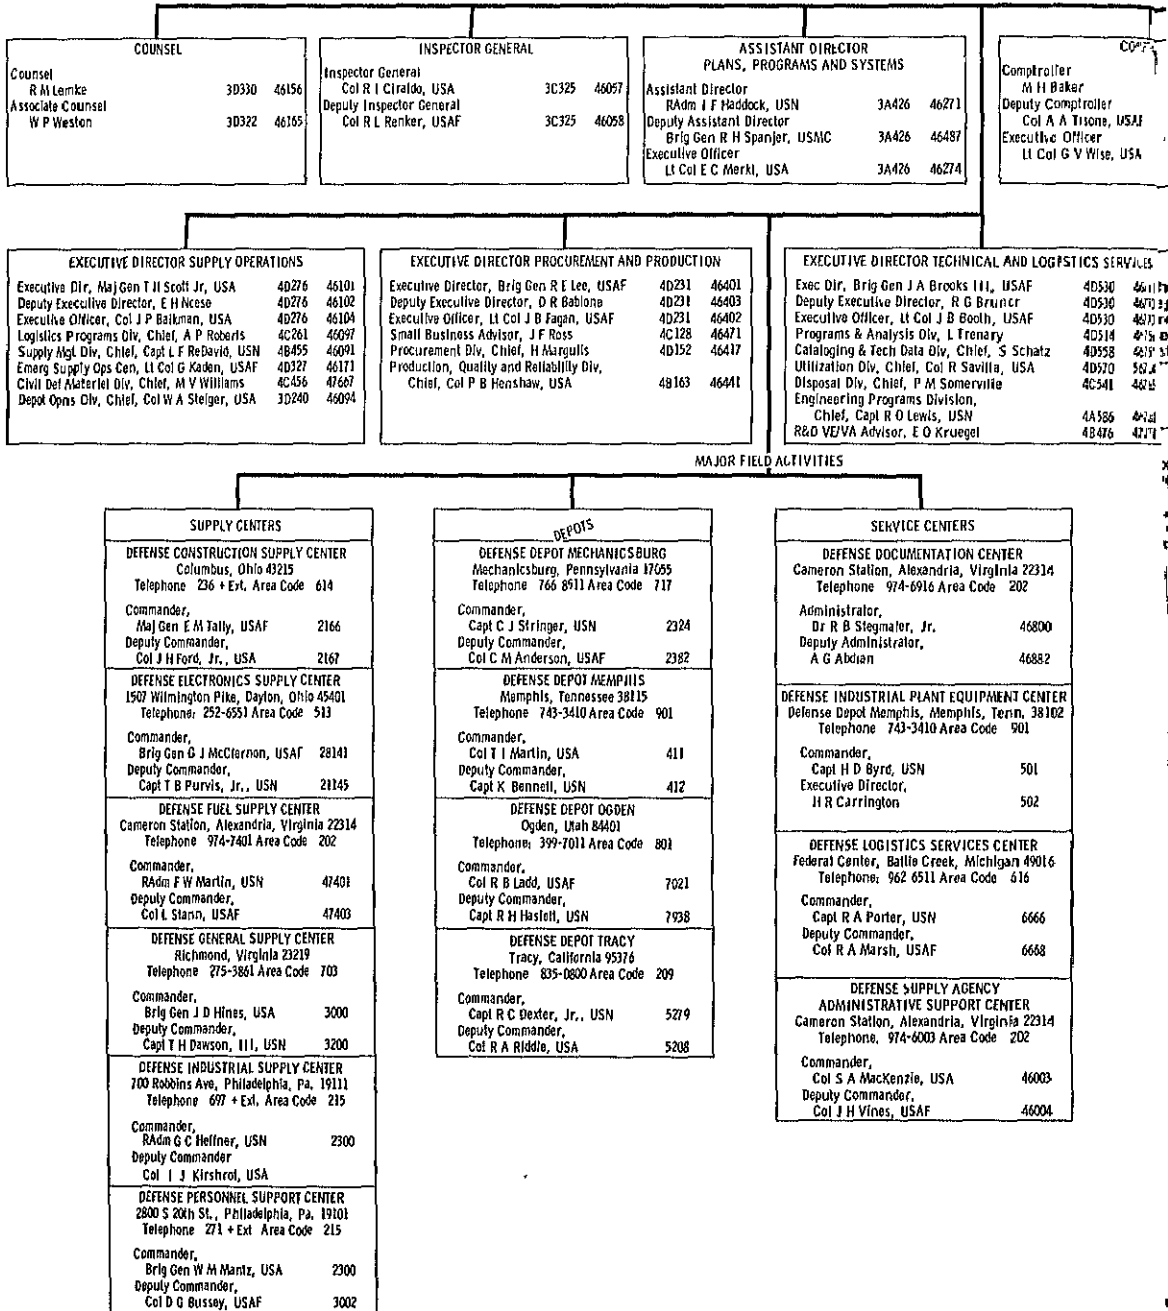 COUNSEL
Counsel
R M Lemke 3D330 46156
Associate Counsel
W P Weston 3D322 46165
INSPECTOR GENERAL
Inspector General
Col R I Ciraldo, USA 3C325 46057
Deputy Inspector General
Col R L Renker, USAF 3C325 46058
ASSISTANT DIRECTOR
PLANS, PROGRAMS AND SYSTEMS
Assistant Director
RAdm I F Haddock, USN 3A426 46271
Deputy Assistant Director
Brig Gen R H Spanjer, USMC 3A426 46487
Executive Officer
Lt Col E C Merkl, USA 3A426 46274
Comptroller
M H Baker
Deputy Comptroller
Col A A Tisone, USAF
Executive Officer
Lt Col G V Wise, USA
EXECUTIVE DIRECTOR SUPPLY OPERATIONS
Executive Dir, Maj Gen T H Scott Jr, USA 4D276 46101
Deputy Executive Director, E H Neese 4D276 46102
Executive Officer, Col J P Balkman, USA 4D276 46104
Logistics Programs Div, Chief, A P Roberts 4C261 46097
Supply Mgt Div, Chief, Capt L F ReDavid, USN 4B455 46091
Emerg Supply Ops Cen, Lt Col G Kaden, USAF 4D327 46171
Civil Def Materiel Div, Chief, M V Williams 4C456 47667
Depot Opns Div, Chief, Col W A Steiger, USA 3D240 46094
EXECUTIVE DIRECTOR PROCUREMENT AND PRODUCTION
Executive Director, Brig Gen R E Lee, USAF 4D231 46401
Deputy Executive Director, D R Babione 4D231 46403
Executive Officer, Lt Col J B Fagan, USAF 4D231 46402
Small Business Advisor, J F Ross 4C128 46471
Procurement Div, Chief, H Margulis 4D152 46417
Production, Quality and Reliability Div,
Chief, Col P B Henshaw, USA 4B163 46441
EXECUTIVE DIRECTOR TECHNICAL AND LOGISTICS SERVICES
Exec Dir, Brig Gen J A Brooks III, USAF 4D530
Deputy Executive Director, R G Bruner 4D530
Executive Officer, Lt Col J B Booth, USAF 4D530
Programs & Analysis Div, L Trenary 4D514
Cataloging & Tech Data Div, Chief, S Schatz 4D558
Utilization Div, Chief, Col R Savilla, USA 4D570
Disposal Div, Chief, P M Somerville 4C541
Engineering Programs Division,
Chief, Capt R O Lewis, USN 4A586
R&D VE/VA Advisor, E O Kruegel 4B476
MAJOR FIELD ACTIVITIES
SUPPLY CENTERS
DEFENSE CONSTRUCTION SUPPLY CENTER
Columbus, Ohio 43215
Telephone 236 + Ext. Area Code 614
Commander,
Maj Gen E M Tally, USAF 2166
Deputy Commander,
Col J H Ford, Jr., USA 2167
DEFENSE ELECTRONICS SUPPLY CENTER
1507 Wilmington Pike, Dayton, Ohio 45401
Telephone: 252-6551 Area Code 513
Commander,
Brig Gen G J McClernon, USAF 28141
Deputy Commander,
Capt T B Purvis, Jr., USN 21145
DEFENSE FUEL SUPPLY CENTER
Cameron Station, Alexandria, Virginia 22314
Telephone 974-7401 Area Code 202
Commander,
RAdm F W Martin, USN 47401
Deputy Commander,
Col L Stann, USAF 47403
DEFENSE GENERAL SUPPLY CENTER
Richmond, Virginia 23219
Telephone 275-3861 Area Code 703
Commander,
Brig Gen J D Hines, USA 3000
Deputy Commander,
Capt T H Dawson, III, USN 3200
DEFENSE INDUSTRIAL SUPPLY CENTER
700 Robbins Ave, Philadelphia, Pa. 19111
Telephone 697 + Ext. Area Code 215
Commander,
RAdm G C Heffner, USN 2300
Deputy Commander
Col I J Kirshrot, USA
DEFENSE PERSONNEL SUPPORT CENTER
2800 S 20th St., Philadelphia, Pa. 19101
Telephone 271 + Ext Area Code 215
Commander,
Brig Gen W M Mantz, USA 2300
Deputy Commander,
Col D G Bussey, USAF 3002
DEPOTS
DEFENSE DEPOT MECHANICSBURG
Mechanicsburg, Pennsylvania 17055
Telephone 766 8511 Area Code 717
Commander,
Capt C J Stringer, USN 2324
Deputy Commander,
Col C M Anderson, USAF 2382
DEFENSE DEPOT MEMPHIS
Memphis, Tennessee 38115
Telephone 743-3410 Area Code 901
Commander,
Col T I Martin, USA 411
Deputy Commander,
Capt K Bennett, USN 412
DEFENSE DEPOT OGDEN
Ogden, Utah 84401
Telephone: 399-7011 Area Code 801
Commander,
Col R B Ladd, USAF 7021
Deputy Commander,
Capt R H Haslett, USN 7938
DEFENSE DEPOT TRACY
Tracy, California 95376
Telephone 835-0800 Area Code 209
Commander,
Capt R C Dexter, Jr., USN 5279
Deputy Commander,
Col R A Riddle, USA 5208
SERVICE CENTERS
DEFENSE DOCUMENTATION CENTER
Cameron Station, Alexandria, Virginia 22314
Telephone 974-6916 Area Code 202
Administrator,
Dr R B Stegmaier, Jr. 46800
Deputy Administrator,
A G Abdian 46882
DEFENSE INDUSTRIAL PLANT EQUIPMENT CENTER
Defense Depot Memphis, Memphis, Tenn. 38102
Telephone 743-3410 Area Code 901
Commander,
Capt H D Byrd, USN 501
Executive Director,
H R Carrington 502
DEFENSE LOGISTICS SERVICES CENTER
Federal Center, Battle Creek, Michigan 49016
Telephone: 962 6511 Area Code 616
Commander,
Capt R A Porter, USN 6666
Deputy Commander,
Col R A Marsh, USAF 6668
DEFENSE SUPPLY AGENCY
ADMINISTRATIVE SUPPORT CENTER
Cameron Station, Alexandria, Virginia 22314
Telephone. 974-6003 Area Code 202
Commander,
Col S A MacKenzie, USA 46003
Deputy Commander,
Col J H Vines, USAF 46004